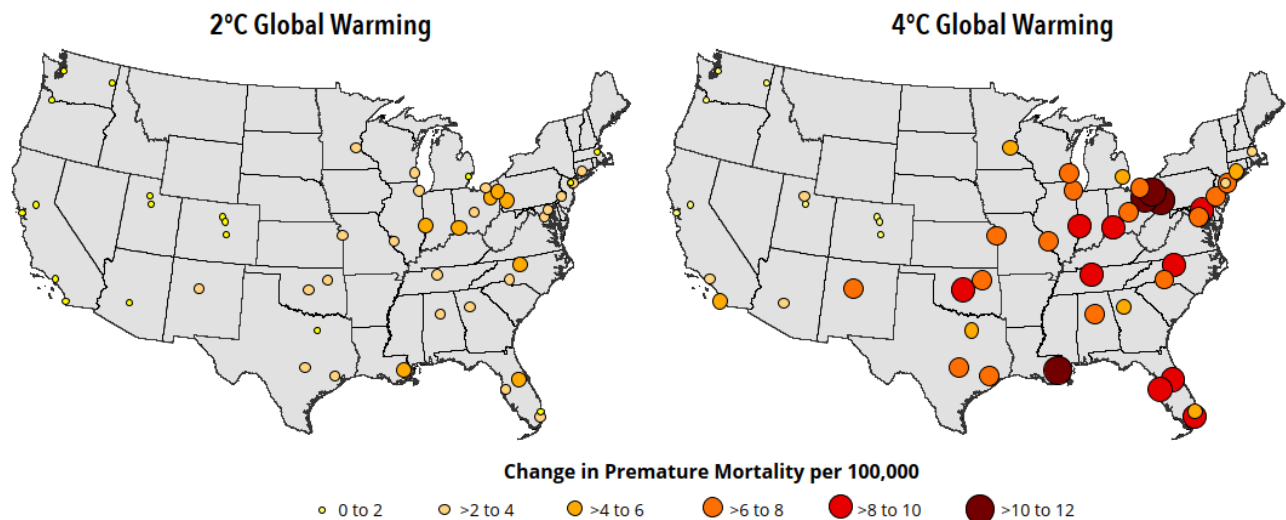 2°C Global Warming
4°C Global Warming
Change in Premature Mortality per 100,000
0 to 2
>2 to 4
>4 to 6
>6 to 8
>8 to 10
>10 to 12